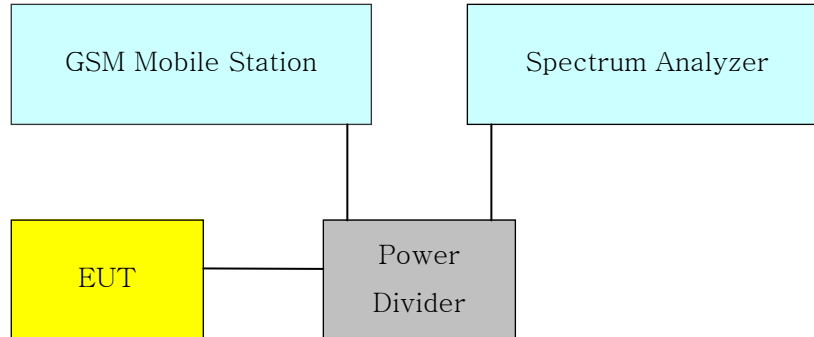 GSM Mobile Station
Spectrum Analyzer
EUT
Power
Divider